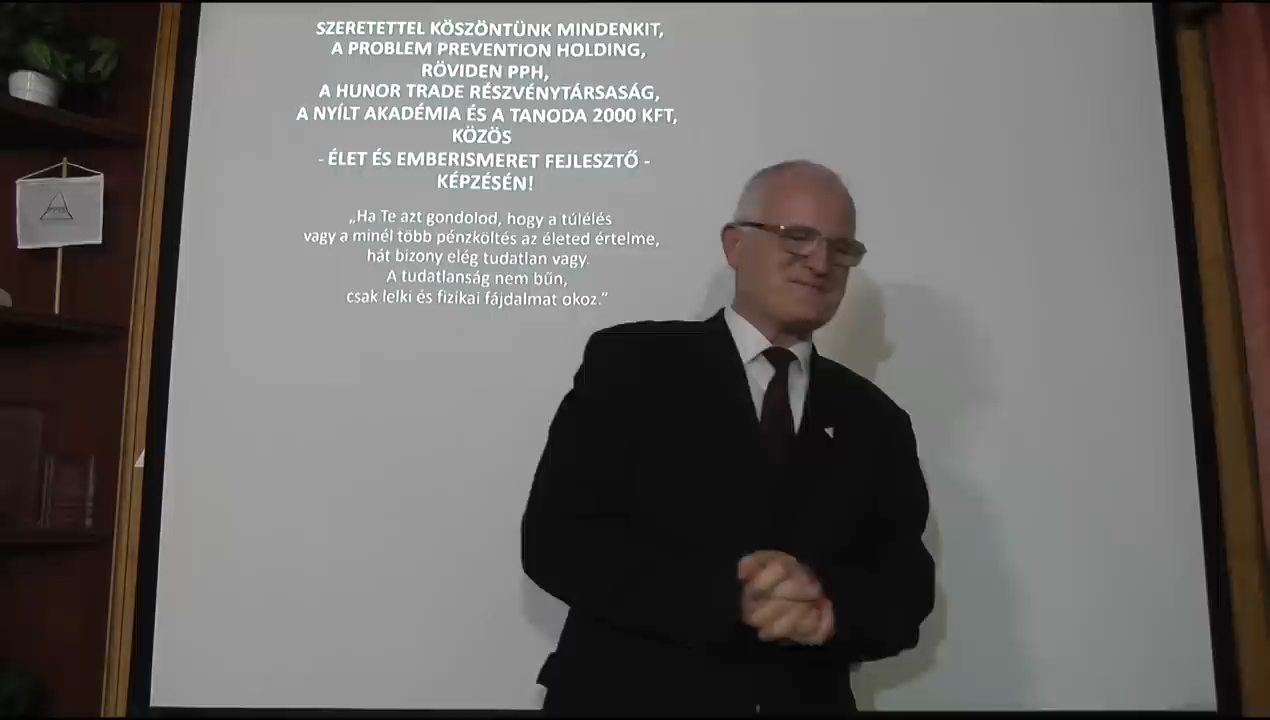 SZERETETTEL KÖSZÖNTÜNK MINDENKIT,
A PROBLEM PREVENTION HOLDING,
RÖVIDEN PPH,
A HUNOR TRADE RÉSZVÉNYTÁRSASÁG,
A NYÍLT AKADÉMIA ÉS A TANODA 2000 KFT,
KÖZÖS
- ÉLET ÉS EMBERISMERET FEJLESZTŐ -
KÉPZÉSÉN!
„Ha Te azt gondolod, hogy a túlélés
vagy a minél több pénzköltés az életed értelme,
hát bizony elég tudatlan vagy.
A tudatlanság nem bűn,
csak lelki és fizikai fájdalmat okoz.”